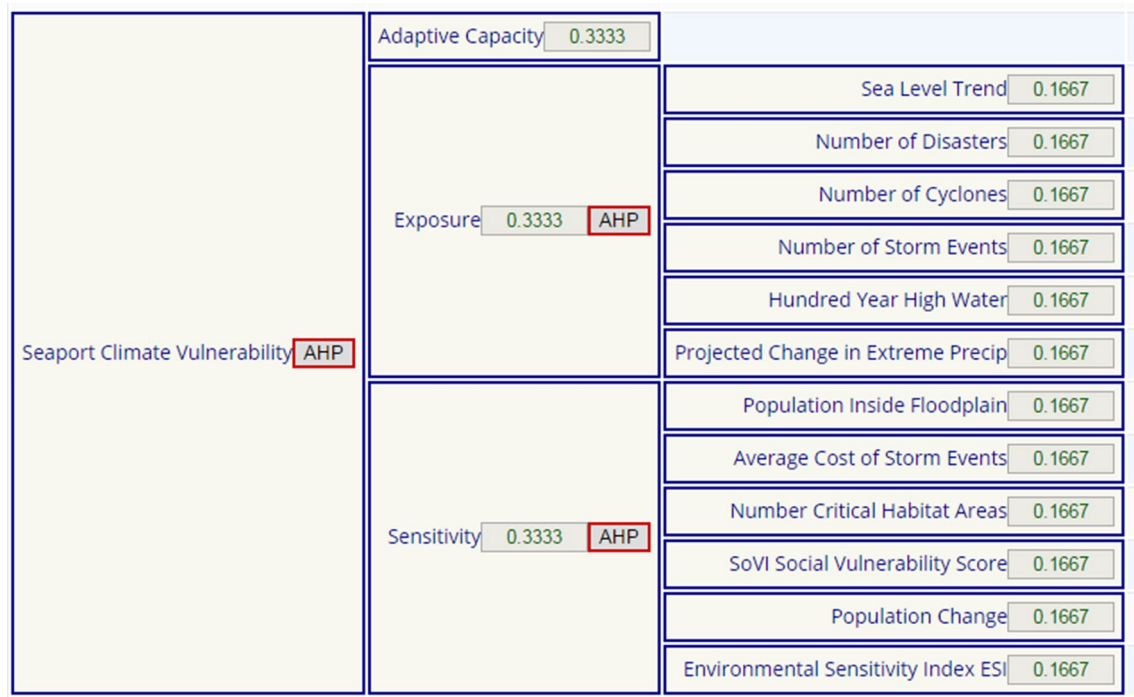 Adaptive Capacity 0.3333
Sea Level Trend 0.1667
Number of Disasters 0.1667
Number of Cyclones 0.1667
Exposure 0.3333 AHP
Number of Storm Events 0.1667
Hundred Year High Water 0.1667
Seaport Climate Vulnerability AHP
Projected Change in Extreme Precip 0.1667
Population Inside Floodplain 0.1667
Average Cost of Storm Events 0.1667
Number Critical Habitat Areas 0.1667
Sensitivity 0.3333 AHP
SoVI Social Vulnerability Score 0.1667
Population Change 0.1667
Environmental Sensitivity Index ESI 0.1667